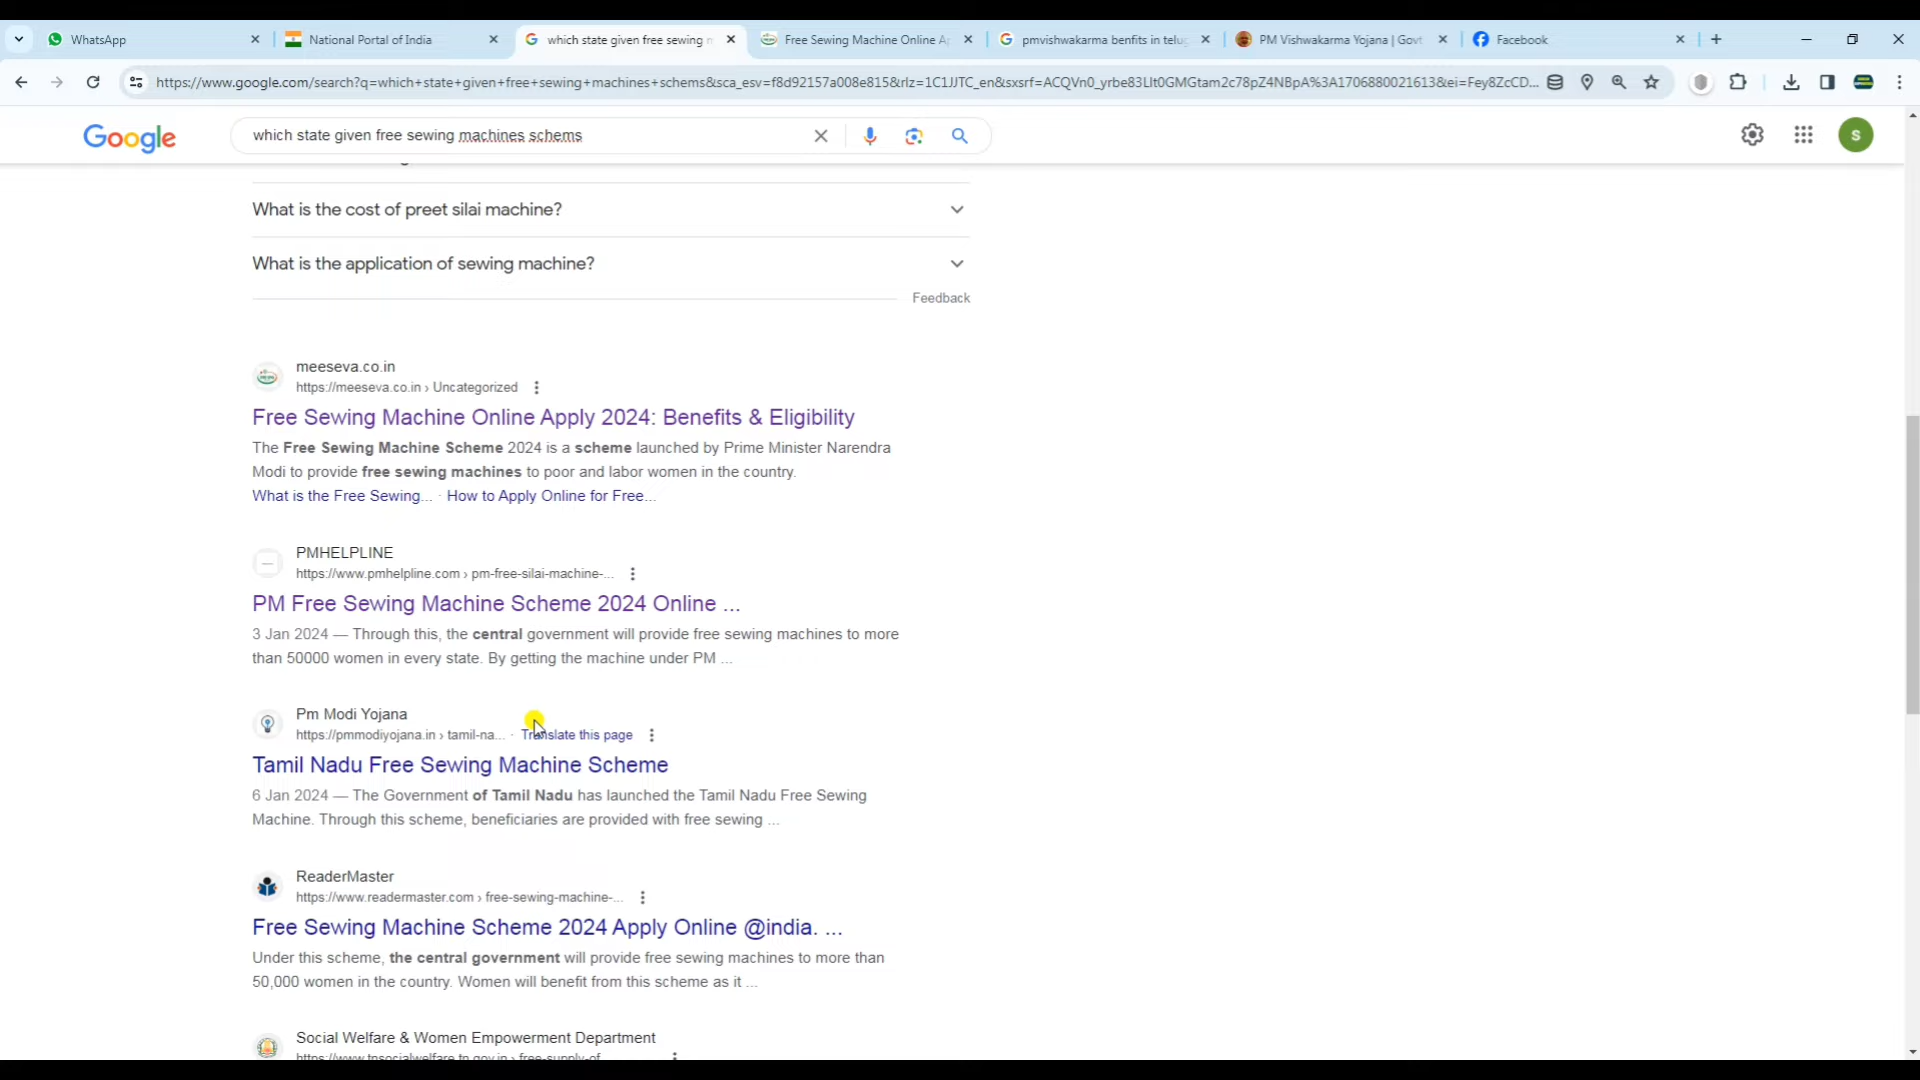 WhatsApp
National Portal of India
which state given free sewing m
Free Sewing Machine Online Ap
pmvishwakarma benfits in telug
PM Vishwakarma Yojana | Govt
Facebook
https://www.google.com/search?q=which+state+given+free+sewing+machines+schems&sca_esv=f8d92157a008e815&rlz=1C1JJTC_en&sxsrf=ACQVn0_yrbe83LIt0GMGtam2c78pZ4NBpA%3A1706880021613&ei=Fey8ZcCD...
Google
which state given free sewing machines schems
S
What is the cost of preet silai machine?
What is the application of sewing machine?
Feedback
meeseva.co.in
https://meeseva.co.in › Uncategorized
Free Sewing Machine Online Apply 2024: Benefits & Eligibility
The Free Sewing Machine Scheme 2024 is a scheme launched by Prime Minister Narendra
Modi to provide free sewing machines to poor and labor women in the country.
What is the Free Sewing... · How to Apply Online for Free...
PMHELPLINE
https://www.pmhelpline.com › pm-free-silai-machine-...
PM Free Sewing Machine Scheme 2024 Online ...
3 Jan 2024 — Through this, the central government will provide free sewing machines to more
than 50000 women in every state. By getting the machine under PM ...
Pm Modi Yojana
https://pmmodiyojana.in › tamil-na... · Translate this page
Tamil Nadu Free Sewing Machine Scheme
6 Jan 2024 — The Government of Tamil Nadu has launched the Tamil Nadu Free Sewing
Machine. Through this scheme, beneficiaries are provided with free sewing ...
ReaderMaster
https://www.readermaster.com › free-sewing-machine-...
Free Sewing Machine Scheme 2024 Apply Online @india. ...
Under this scheme, the central government will provide free sewing machines to more than
50,000 women in the country. Women will benefit from this scheme as it ...
Social Welfare & Women Empowerment Department
https://www.tnsocialwelfare.tn.gov.in › free-supply-of